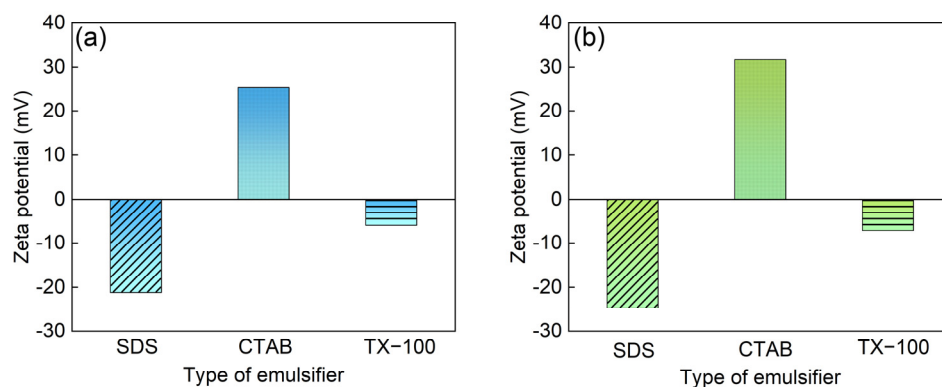 (a)
Zeta potential (mV)
40
30
20
10
0
-10
-20
-30
SDS CTAB TX−100
Type of emulsifier
(b)
Zeta potential (mV)
40
30
20
10
0
-10
-20
-30
SDS CTAB TX−100
Type of emulsifier